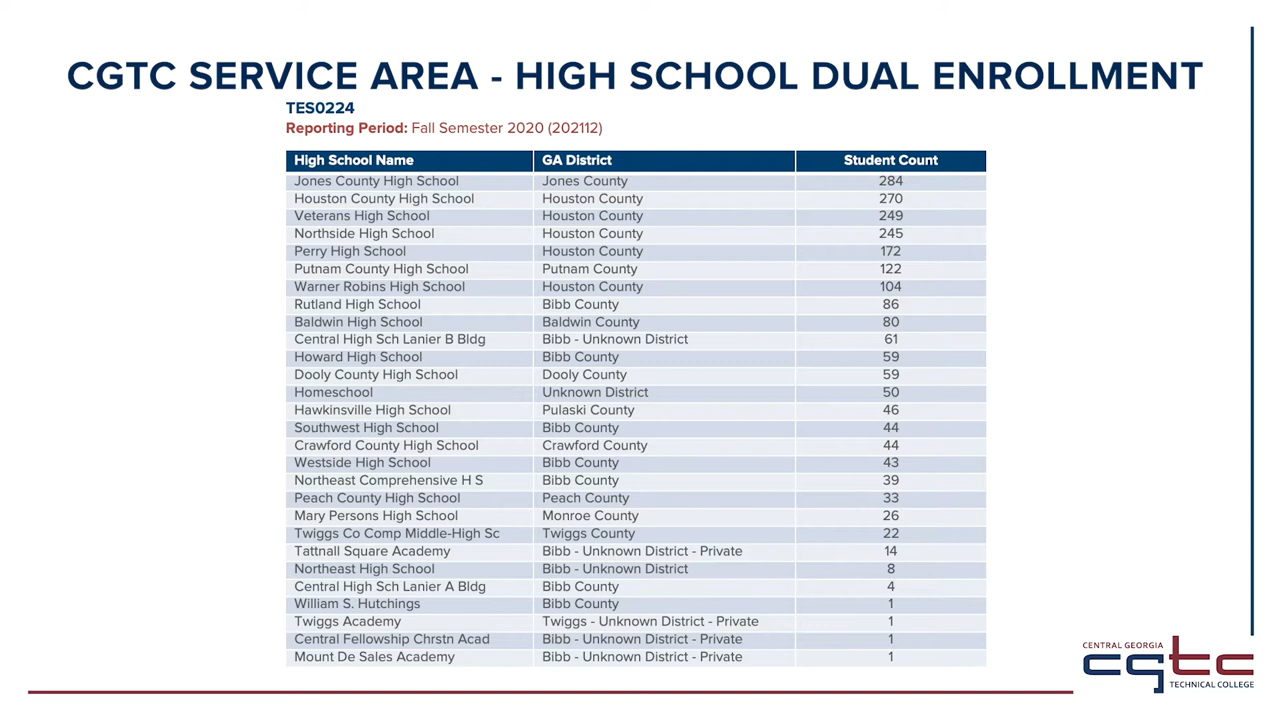 CGTC SERVICE AREA - HIGH SCHOOL DUAL ENROLLMENT
TES0224
Reporting Period: Fall Semester 2020 (202112)
High School Name GA District Student Count
Jones County High School Jones County 284
Houston County High School Houston County 270
Veterans High School Houston County 249
Northside High School Houston County 245
Perry High School Houston County 172
Putnam County High School Putnam County 122
Warner Robins High School Houston County 104
Rutland High School Bibb County 86
Baldwin High School Baldwin County 80
Central High Sch Lanier B Bldg Bibb - Unknown District 61
Howard High School Bibb County 59
Dooly County High School Dooly County 59
Homeschool Unknown District 50
Hawkinsville High School Pulaski County 46
Southwest High School Bibb County 44
Crawford County High School Crawford County 44
Westside High School Bibb County 43
Northeast Comprehensive H S Bibb County 39
Peach County High School Peach County 33
Mary Persons High School Monroe County 26
Twiggs Co Comp Middle-High Sc Twiggs County 22
Tattnall Square Academy Bibb - Unknown District - Private 14
Northeast High School Bibb - Unknown District 8
Central High Sch Lanier A Bldg Bibb County 4
William S. Hutchings Bibb County 1
Twiggs Academy Twiggs - Unknown District - Private 1
Central Fellowship Chrstn Acad Bibb - Unknown District - Private 1
Mount De Sales Academy Bibb - Unknown District - Private 1
CENTRAL GEORGIA
cgtc
TECHNICAL COLLEGE